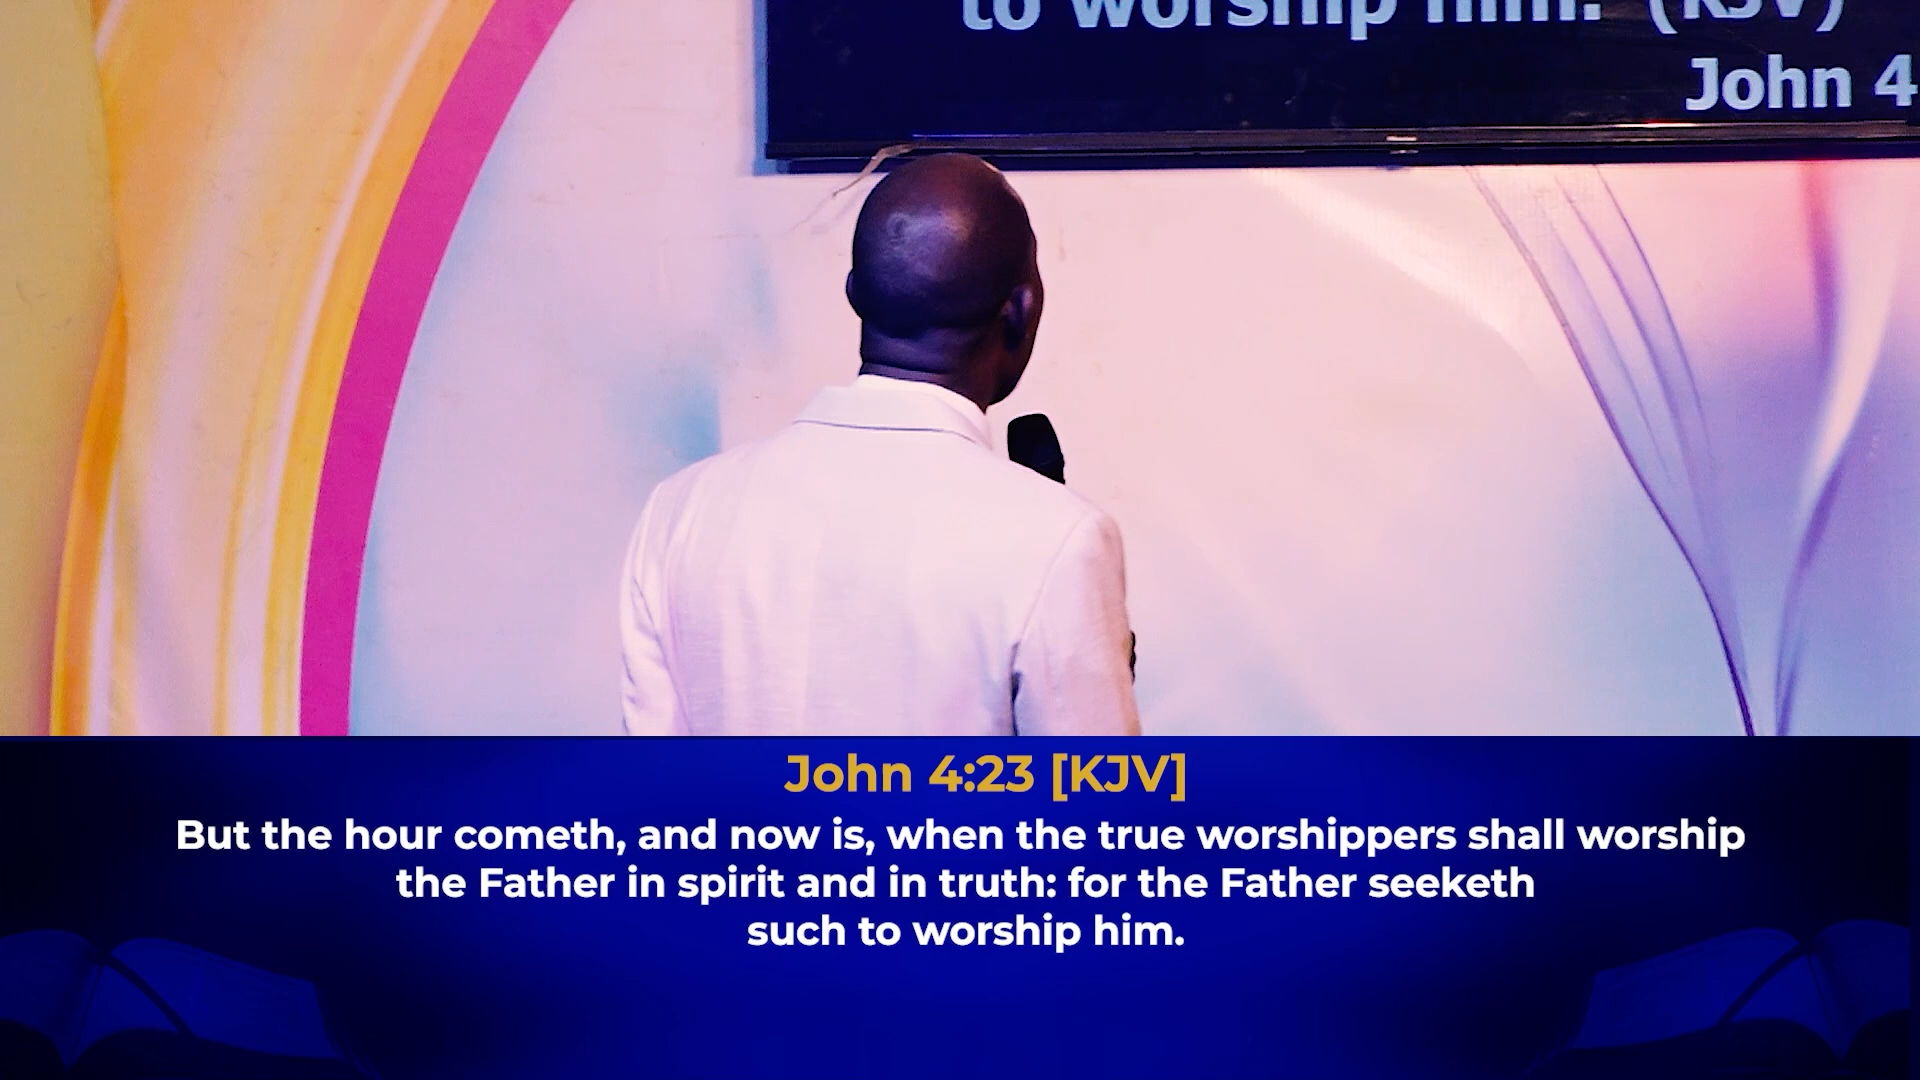 to worship him. (KJV)
John 4
John 4:23 [KJV]
But the hour cometh, and now is, when the true worshippers shall worship
the Father in spirit and in truth: for the Father seeketh
such to worship him.